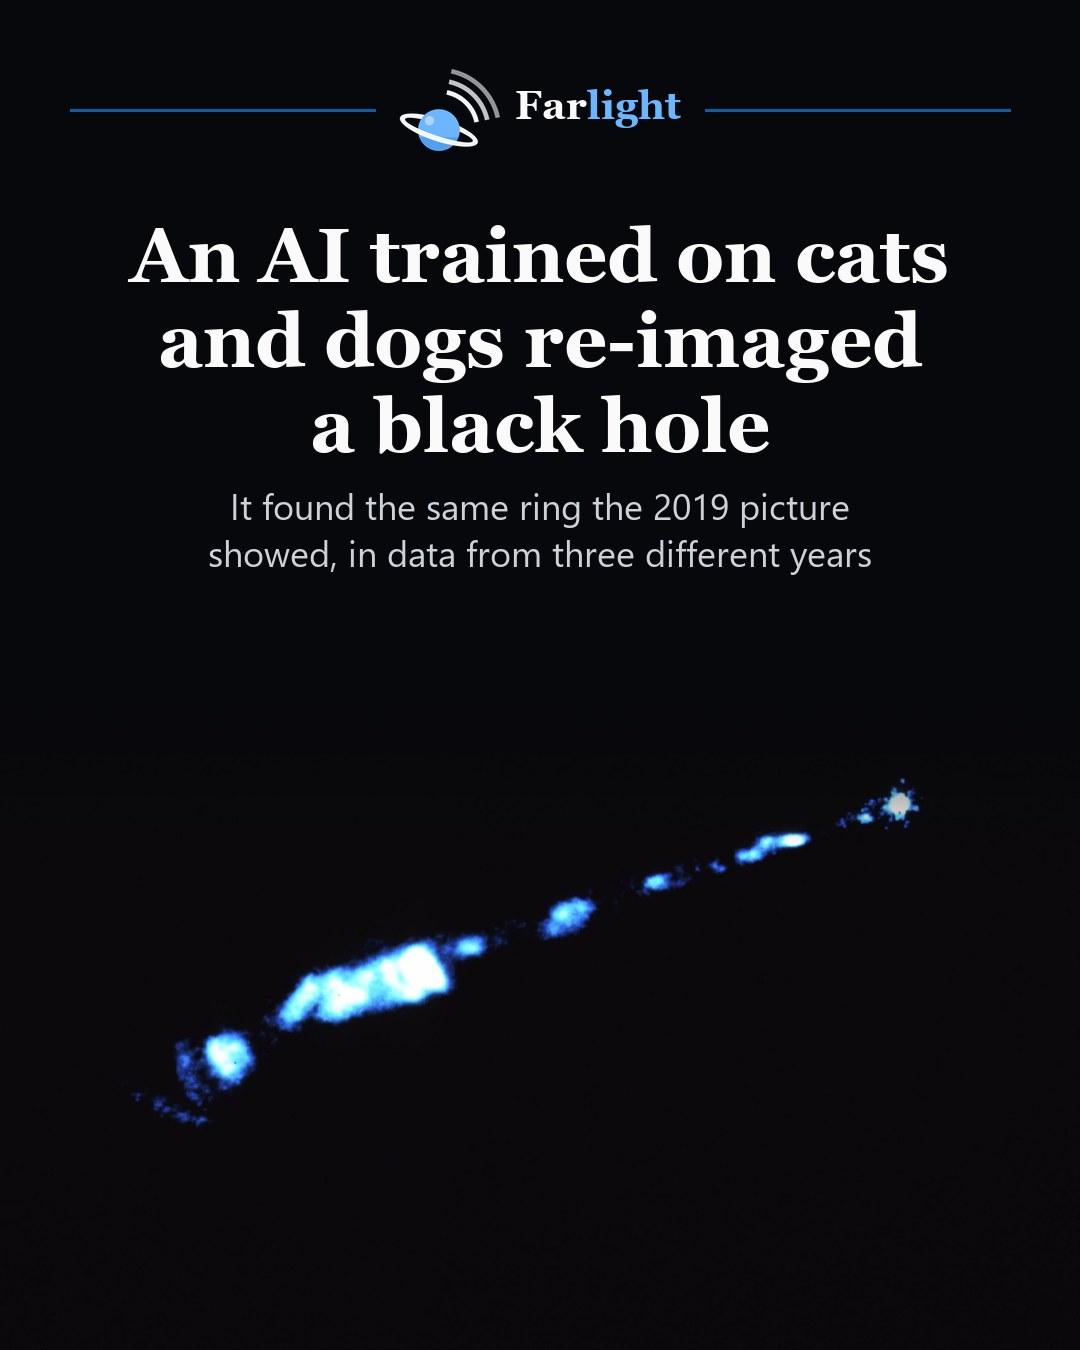 Farlight
An AI trained on cats
and dogs re-imaged
a black hole
It found the same ring the 2019 picture
showed, in data from three different years